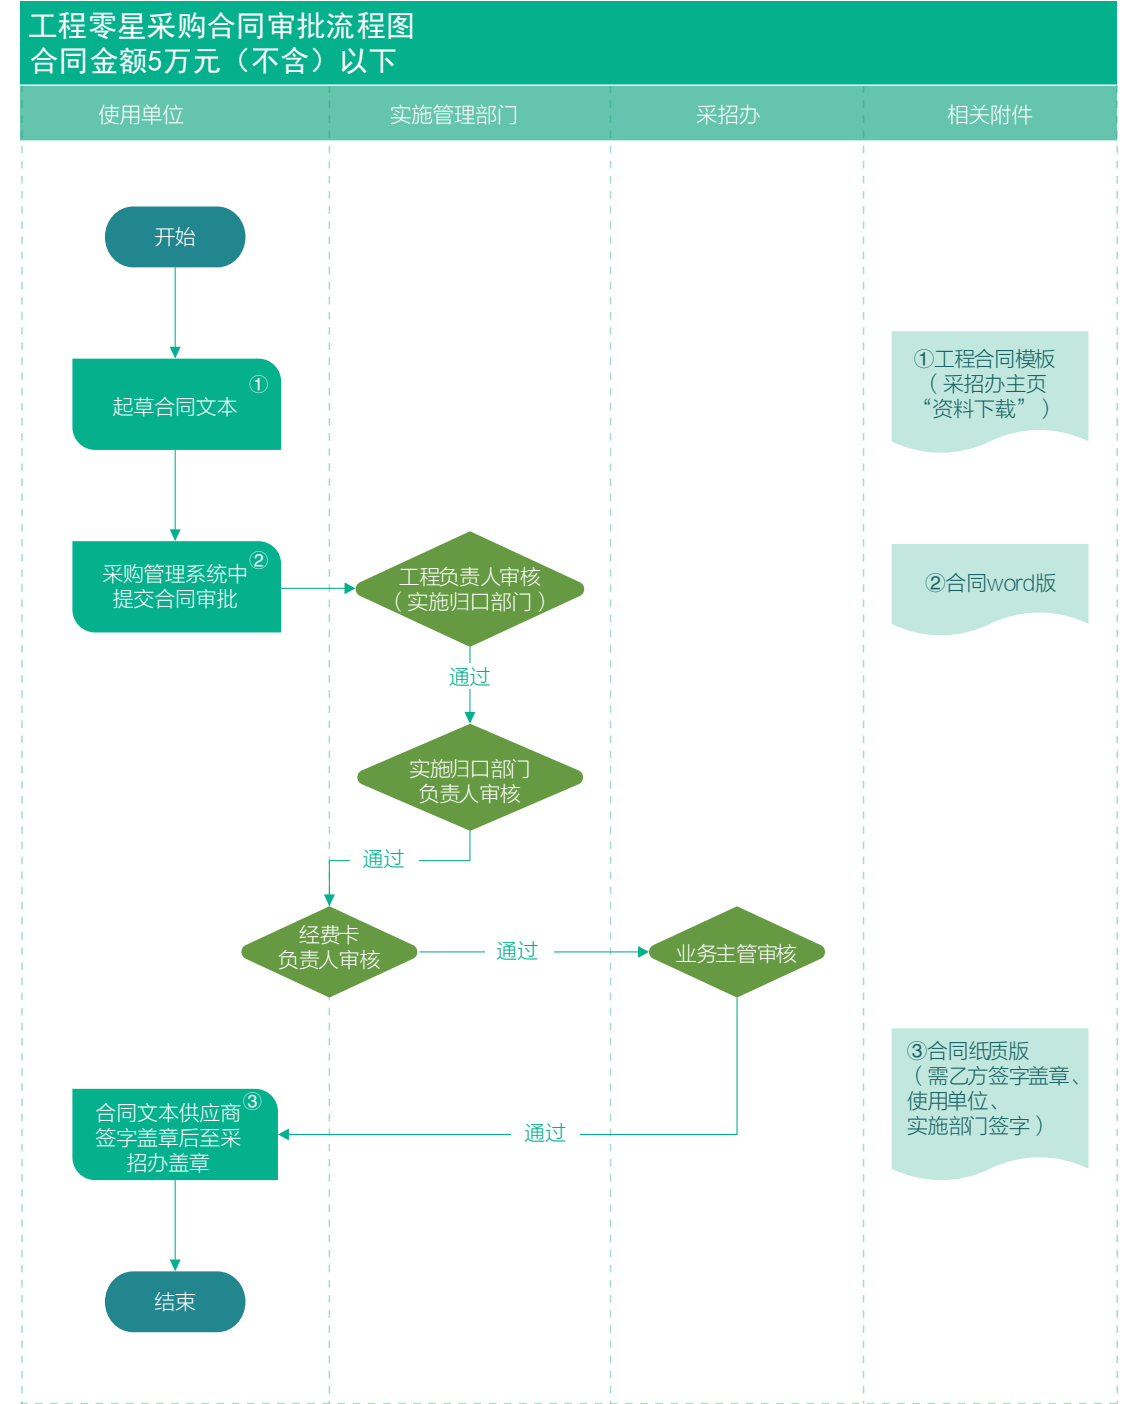 工程零星采购合同审批流程图
合同金额5万元（不含）以下
使用单位
实施管理部门
采招办
相关附件
开始
①
起草合同文本
①工程合同模板
（采招办主页
“资料下载”）
②
采购管理系统中
提交合同审批
工程负责人审核
（实施归口部门）
②合同word版
通过
实施归口部门
负责人审核
通过
经费卡
负责人审核
通过
业务主管审核
③合同纸质版
（需乙方签字盖章、
使用单位、
实施部门签字）
③
合同文本供应商
签字盖章后至采
招办盖章
通过
结束